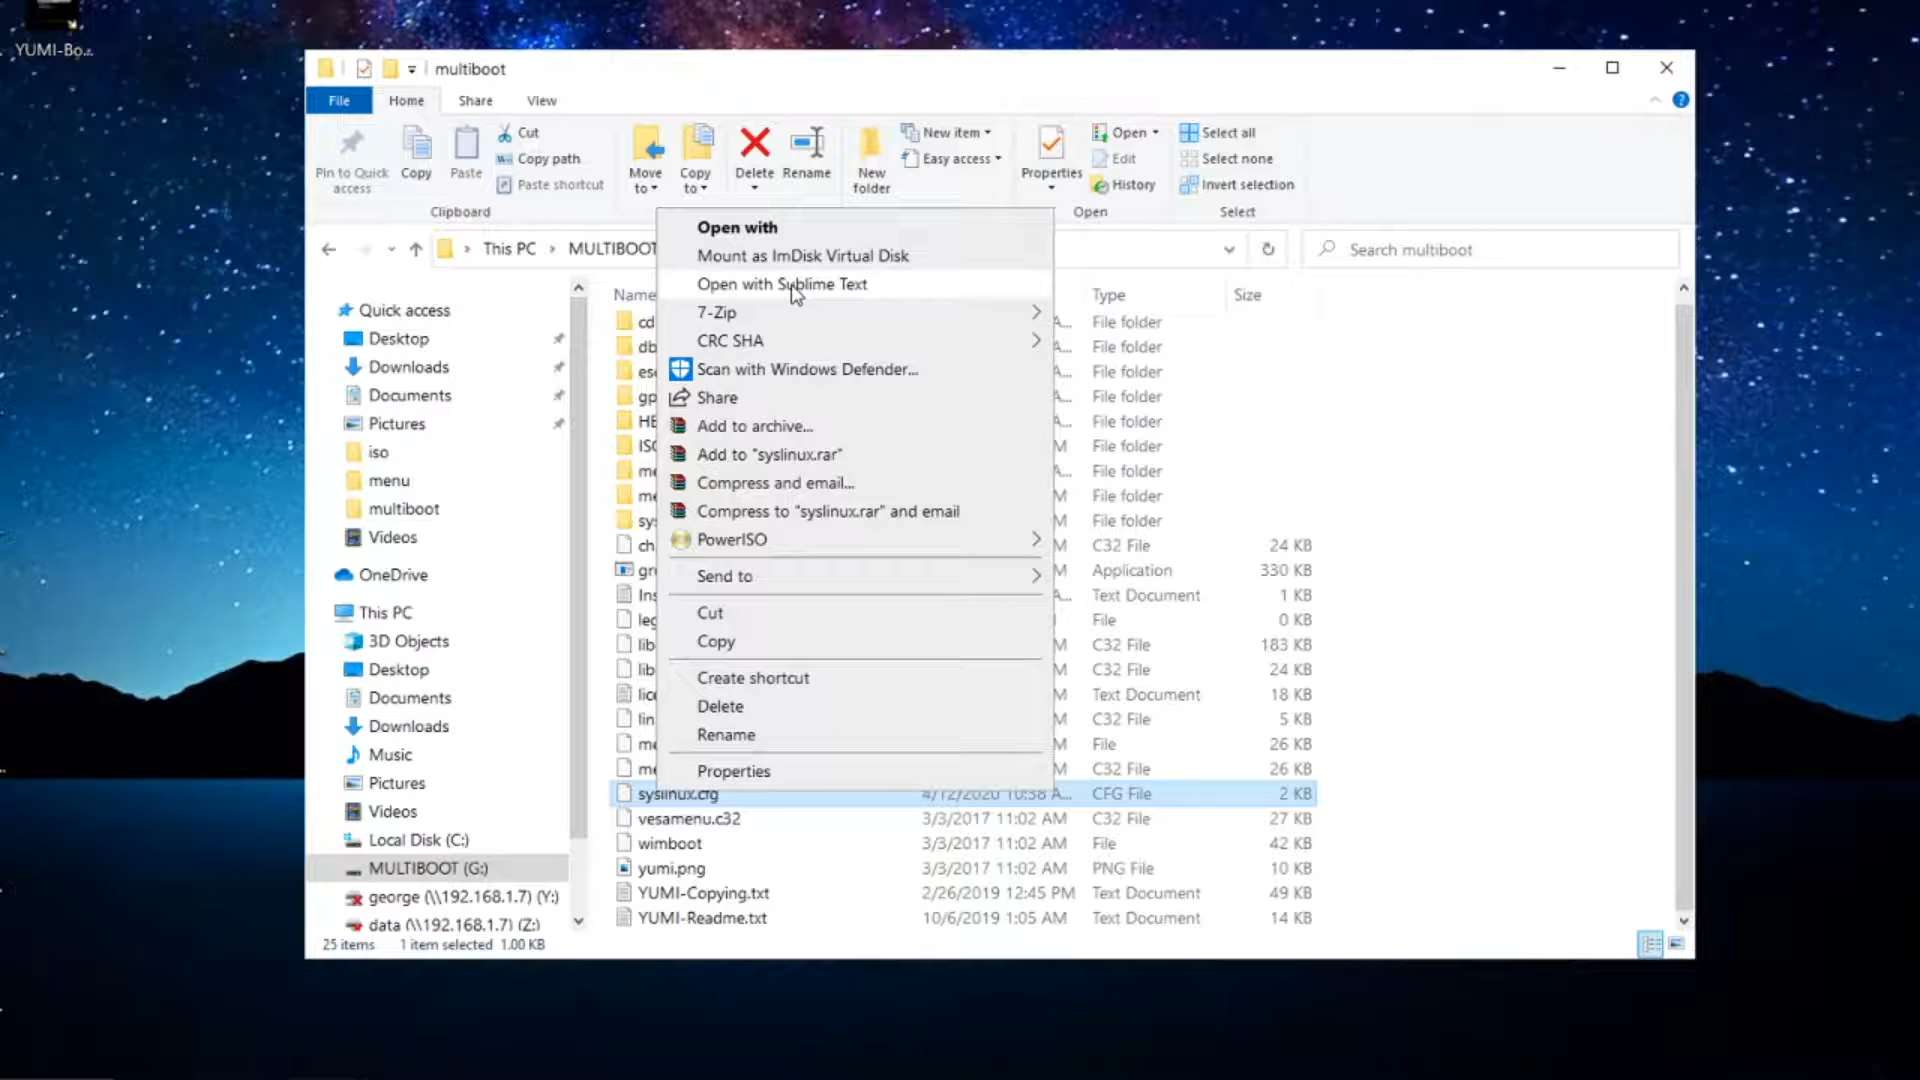 YUMI-Bo...
multiboot
File
Home
Share
View
Pin to Quick access
Copy
Paste
Cut
Copy path
Paste shortcut
Move to
Copy to
Delete
Rename
New folder
New item
Easy access
Properties
Open
Edit
History
Select all
Select none
Invert selection
Clipboard
Open
Select
This PC
MULTIBOOT
Search multiboot
Name
Type
Size
Open with
Mount as ImDisk Virtual Disk
Open with Sublime Text
7-Zip
CRC SHA
Scan with Windows Defender...
Share
Add to archive...
Add to "syslinux.rar"
Compress and email...
Compress to "syslinux.rar" and email
PowerISO
Send to
Cut
Copy
Create shortcut
Delete
Rename
Properties
Quick access
Desktop
Downloads
Documents
Pictures
iso
menu
multiboot
Videos
OneDrive
This PC
3D Objects
Desktop
Documents
Downloads
Music
Pictures
Videos
Local Disk (C:)
MULTIBOOT (G:)
george (\\192.168.1.7) (Y:)
data (\\192.168.1.7) (Z:)
File folder
File folder
File folder
File folder
File folder
File folder
File folder
File folder
File folder
C32 File 24 KB
Application 330 KB
Text Document 1 KB
File 0 KB
C32 File 183 KB
C32 File 24 KB
Text Document 18 KB
C32 File 5 KB
File 26 KB
C32 File 26 KB
syslinux.cfg 4/12/2020 10:38 A... CFG File 2 KB
vesamenu.c32 3/3/2017 11:02 AM C32 File 27 KB
wimboot 3/3/2017 11:02 AM File 42 KB
yumi.png 3/3/2017 11:02 AM PNG File 10 KB
YUMI-Copying.txt 2/26/2019 12:45 PM Text Document 49 KB
YUMI-Readme.txt 10/6/2019 1:05 AM Text Document 14 KB
25 items 1 item selected 1.00 KB